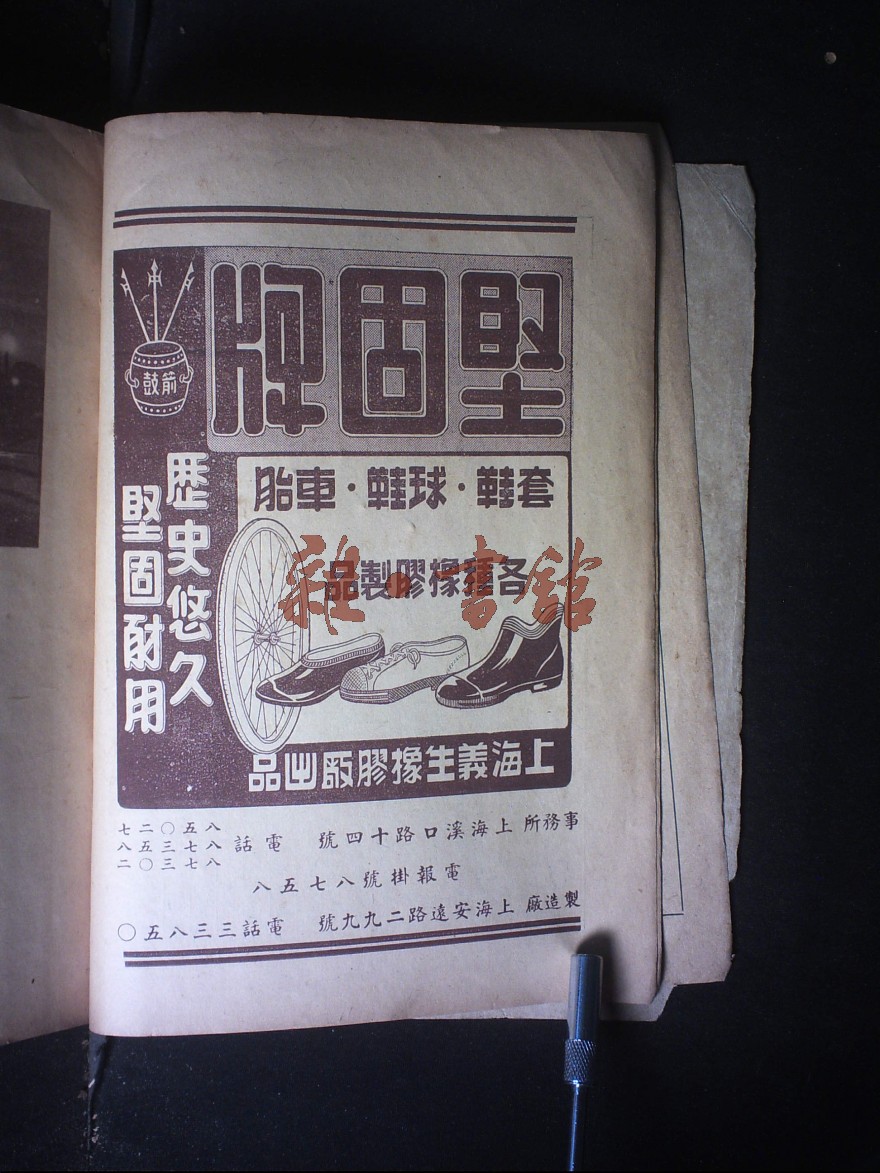 堅固牌
箭鼓
套鞋·球鞋·車胎
各種橡膠製品
歷史悠久
堅固耐用
上海義生橡膠廠出品
事務所 上海溪口路十四號 電話 八五〇二七
八七三五八
八七三〇二
電報掛號八七五八
製造廠 上海安遠路二九九號 電話三三八五〇
雜·書館